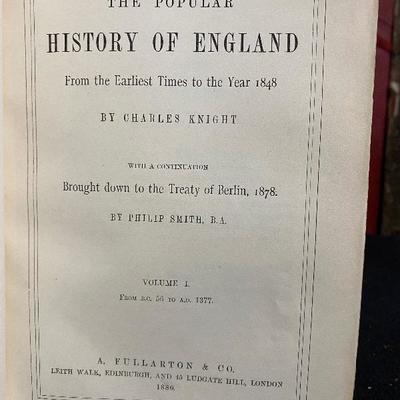 THE POPULAR
HISTORY OF ENGLAND
From the Earliest Times to the Year 1848
BY CHARLES KNIGHT
WITH A CONTINUATION
Brought down to the Treaty of Berlin, 1878.
BY PHILIP SMITH, B.A.
VOLUME I.
FROM B.C. 56 TO A.D. 1377.
A. FULLARTON & CO.
LEITH WALK, EDINBURGH, AND 45 LUDGATE HILL, LONDON
1880.